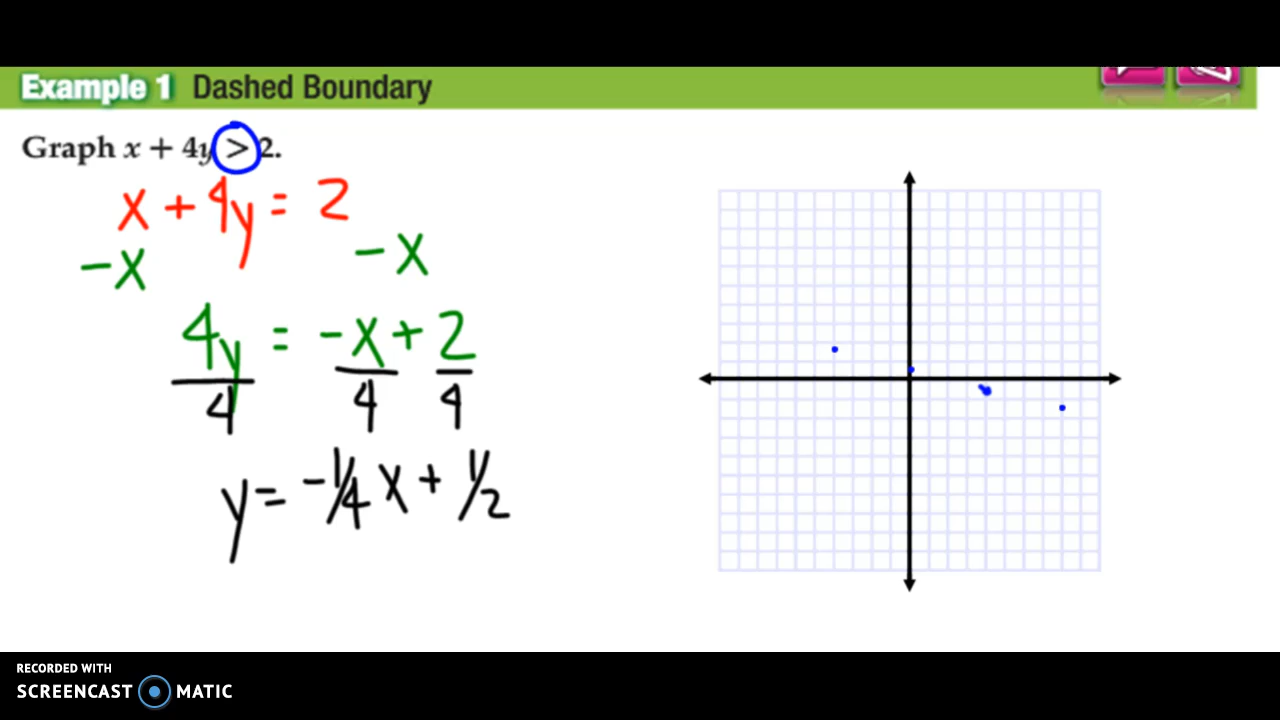 Example 1 Dashed Boundary
Graph x + 4y > 2.
x + 4y = 2
-x -x
4y = -x + 2
4 4 4
y = -1/4 x + 1/2
RECORDED WITH
SCREENCAST MATIC